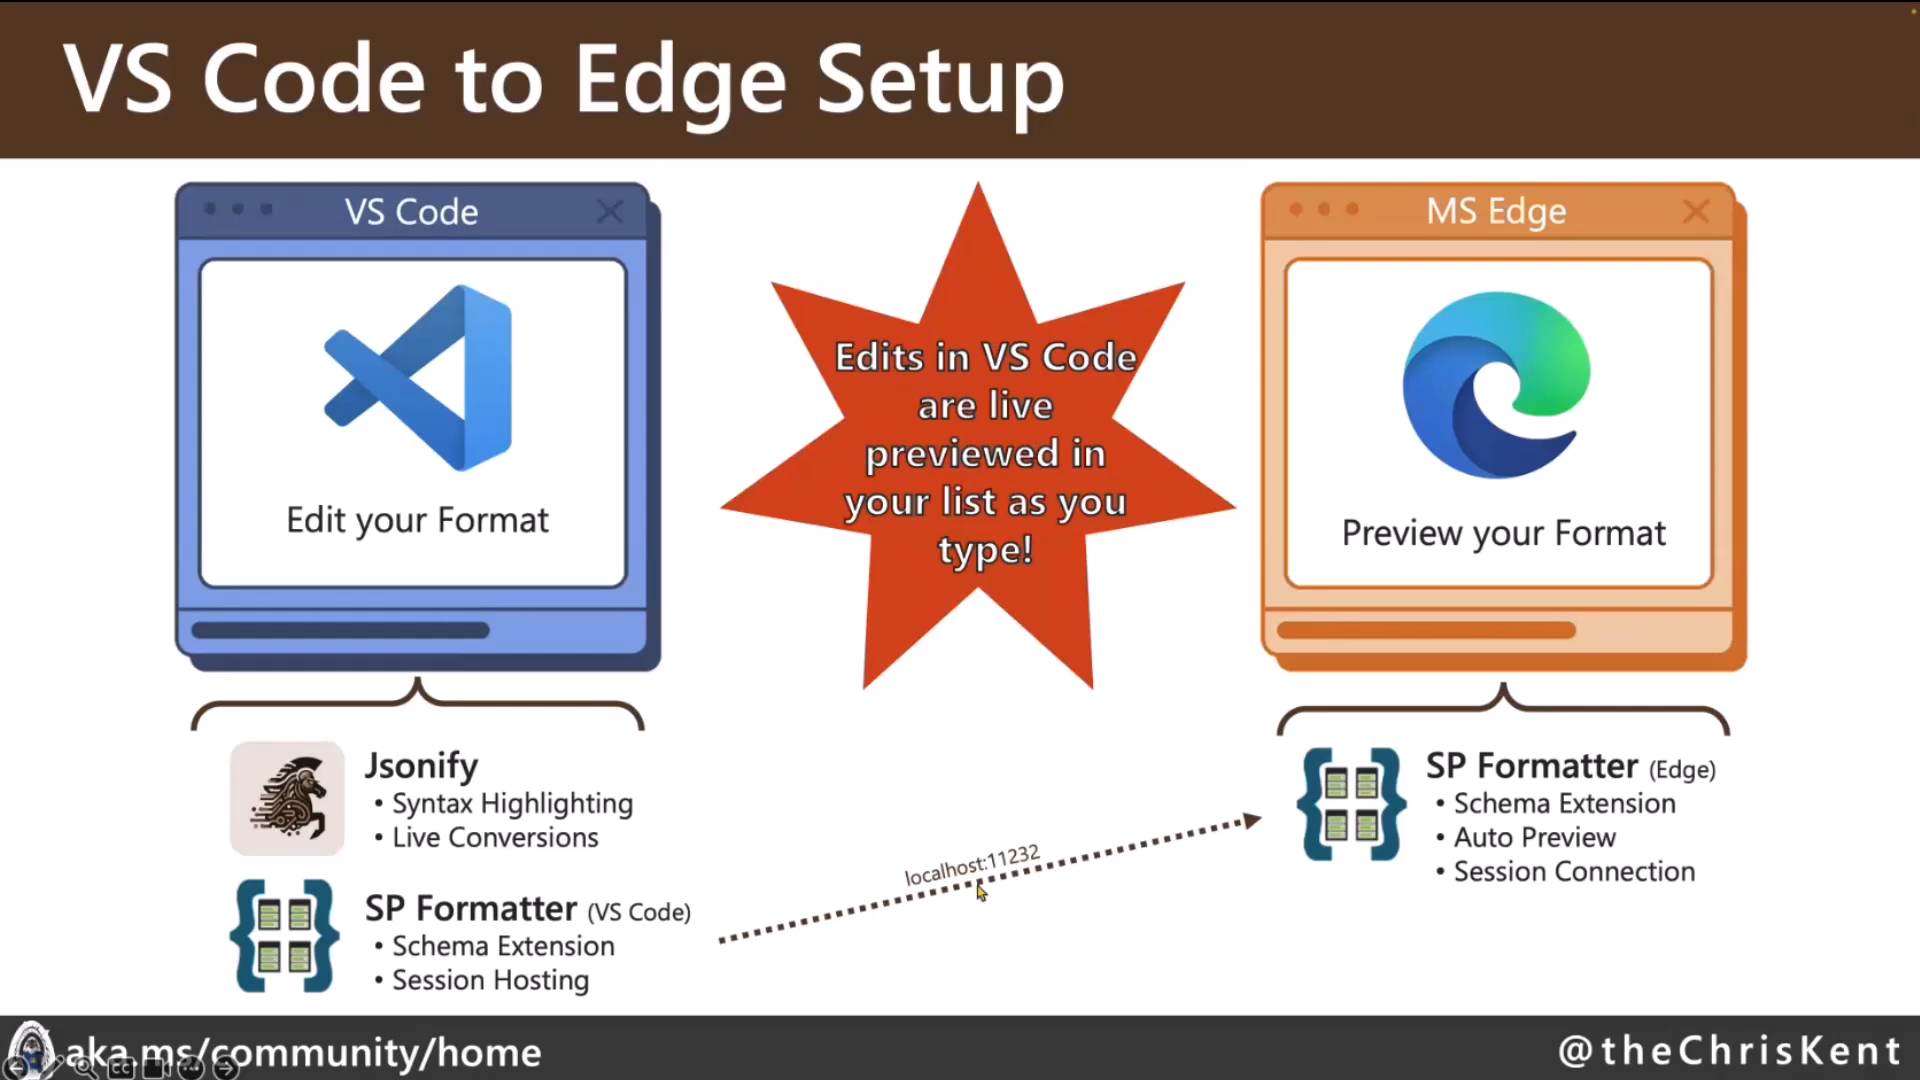 VS Code to Edge Setup
VS Code
Edit your Format
Edits in VS Code
are live
previewed in
your list as you
type!
MS Edge
Preview your Format
Jsonify
• Syntax Highlighting
• Live Conversions
SP Formatter (VS Code)
• Schema Extension
• Session Hosting
localhost:11232
SP Formatter (Edge)
• Schema Extension
• Auto Preview
• Session Connection
aka.ms/community/home
CC
@theChrisKent